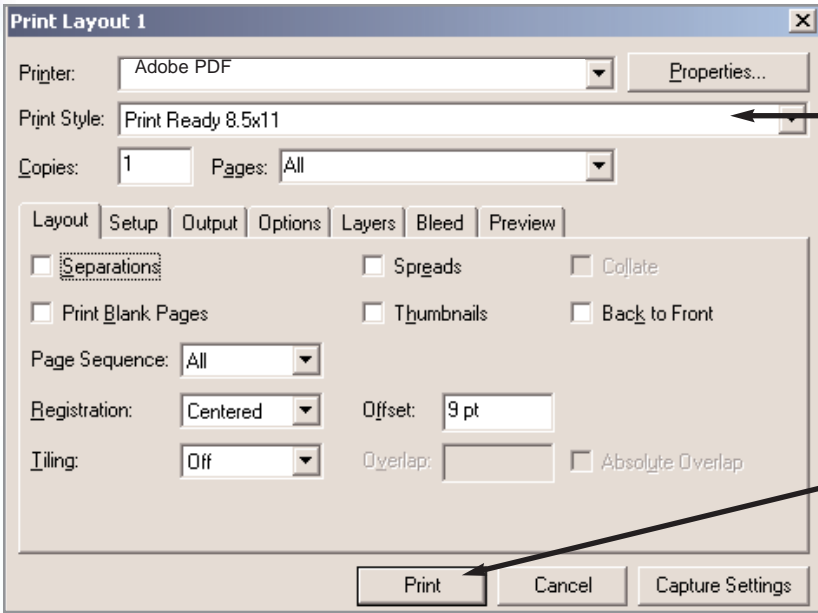 Print Layout 1
Printer: Adobe PDF Properties...
Print Style: Print Ready 8.5x11
Copies: 1 Pages: All
Layout Setup Output Options Layers Bleed Preview
Separations Spreads Collate
Print Blank Pages Thumbnails Back to Front
Page Sequence: All
Registration: Centered Offset: 9 pt
Tiling: Off Overlap: Absolute Overlap
Print Cancel Capture Settings